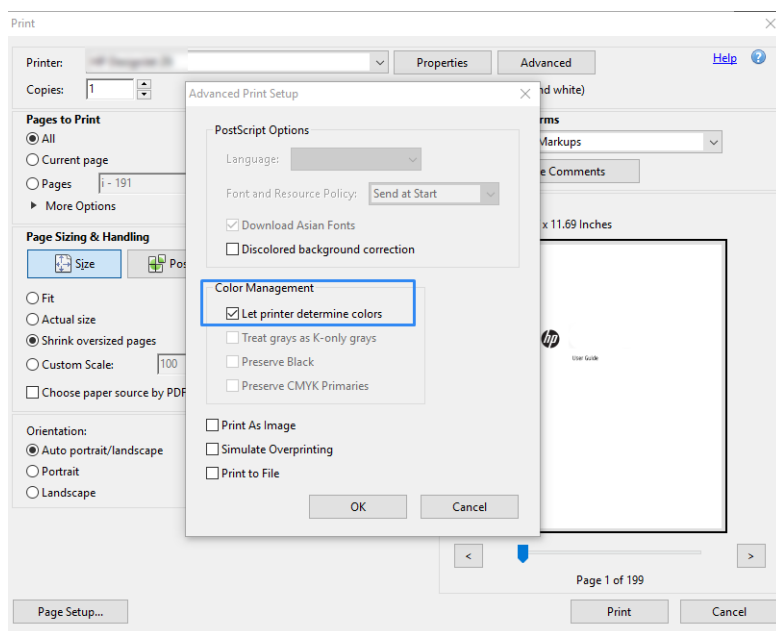 Print
Printer:
Properties
Advanced
Help
Copies:
1
nd white)
Advanced Print Setup
Pages to Print
All
Current page
Pages
i - 191
More Options
rms
Markups
e Comments
PostScript Options
Language:
Font and Resource Policy:
Send at Start
Download Asian Fonts
Discolored background correction
x 11.69 Inches
Page Sizing & Handling
Size
Pos
Fit
Actual size
Shrink oversized pages
Custom Scale:
100
Choose paper source by PDF
Color Management
Let printer determine colors
Treat grays as K-only grays
Preserve Black
Preserve CMYK Primaries
hp
User Guide
Orientation:
Auto portrait/landscape
Portrait
Landscape
Print As Image
Simulate Overprinting
Print to File
OK
Cancel
<
>
Page 1 of 199
Page Setup...
Print
Cancel